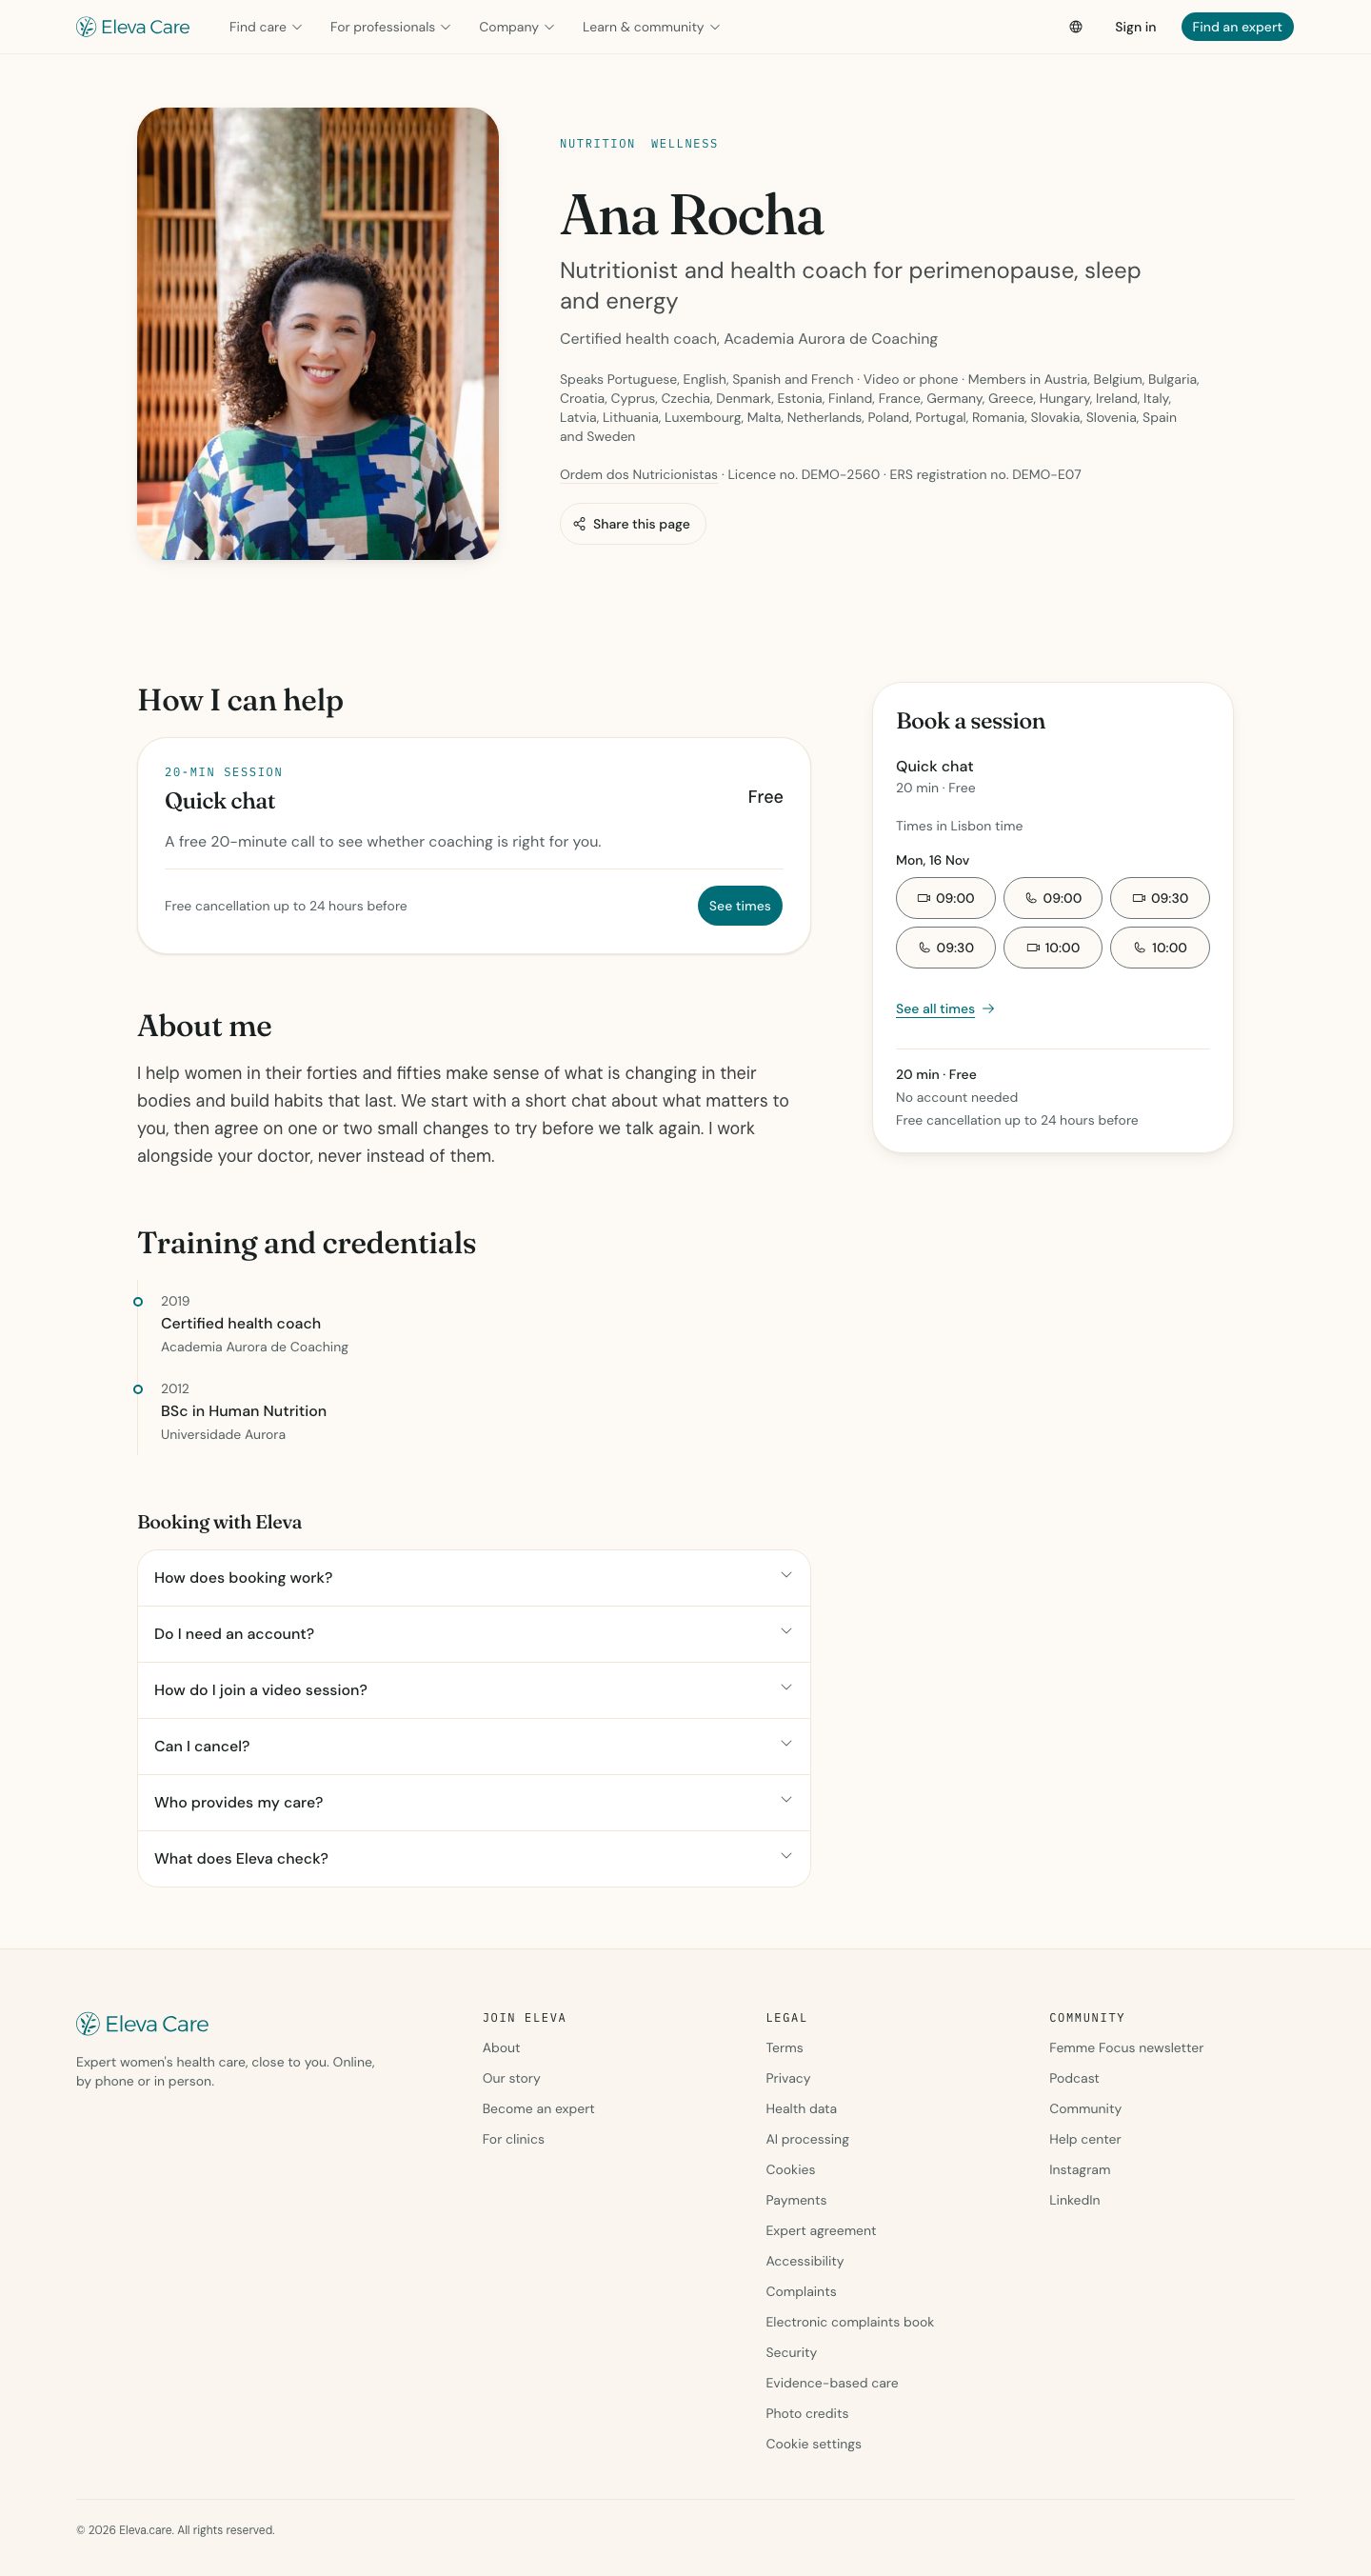 Eleva Care
Find care
For professionals
Company
Learn & community
Sign in
Find an expert
NUTRITION WELLNESS
Ana Rocha
Nutritionist and health coach for perimenopause, sleep
and energy
Certified health coach, Academia Aurora de Coaching
Speaks Portuguese, English, Spanish and French · Video or phone · Members in Austria, Belgium, Bulgaria,
Croatia, Cyprus, Czechia, Denmark, Estonia, Finland, France, Germany, Greece, Hungary, Ireland, Italy,
Latvia, Lithuania, Luxembourg, Malta, Netherlands, Poland, Portugal, Romania, Slovakia, Slovenia, Spain
and Sweden
Ordem dos Nutricionistas · Licence no. DEMO-2560 · ERS registration no. DEMO-E07
Share this page
How I can help
20-MIN SESSION
Quick chat
Free
A free 20-minute call to see whether coaching is right for you.
Free cancellation up to 24 hours before
See times
About me
I help women in their forties and fifties make sense of what is changing in their
bodies and build habits that last. We start with a short chat about what matters to
you, then agree on one or two small changes to try before we talk again. I work
alongside your doctor, never instead of them.
Training and credentials
2019
Certified health coach
Academia Aurora de Coaching
2012
BSc in Human Nutrition
Universidade Aurora
Booking with Eleva
How does booking work?
Do I need an account?
How do I join a video session?
Can I cancel?
Who provides my care?
What does Eleva check?
Book a session
Quick chat
20 min · Free
Times in Lisbon time
Mon, 16 Nov
09:00 09:00 09:30
09:30 10:00 10:00
See all times
20 min · Free
No account needed
Free cancellation up to 24 hours before
Eleva Care
Expert women's health care, close to you. Online,
by phone or in person.
JOIN ELEVA
About
Our story
Become an expert
For clinics
LEGAL
Terms
Privacy
Health data
AI processing
Cookies
Payments
Expert agreement
Accessibility
Complaints
Electronic complaints book
Security
Evidence-based care
Photo credits
Cookie settings
COMMUNITY
Femme Focus newsletter
Podcast
Community
Help center
Instagram
LinkedIn
© 2026 Eleva.care. All rights reserved.